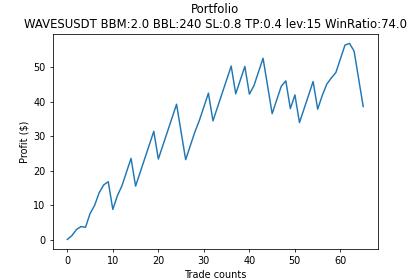 Portfolio
WAVESUSDT BBM:2.0 BBL:240 SL:0.8 TP:0.4 lev:15 WinRatio:74.0
50
40
30
20
10
0
Profit ($)
0 10 20 30 40 50 60
Trade counts